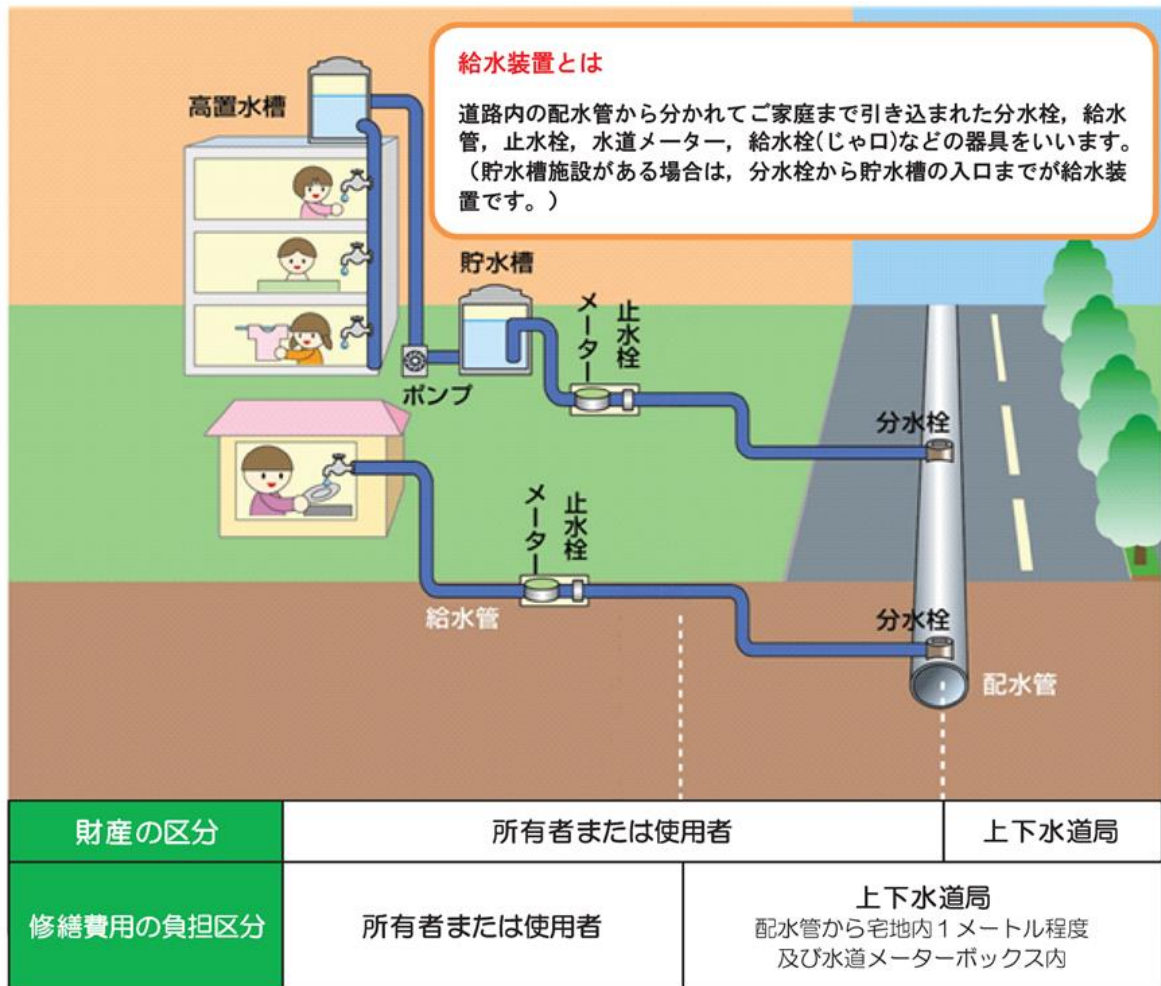 給水装置とは
道路内の配水管から分かれてご家庭まで引き込まれた分水栓，給水
管，止水栓，水道メーター，給水栓(じゃ口)などの器具をいいます。
（貯水槽施設がある場合は，分水栓から貯水槽の入口までが給水装
置です。）
高置水槽
貯水槽
ポンプ
メーター
止水栓
分水栓
メーター
止水栓
給水管
分水栓
配水管
財産の区分
所有者または使用者
上下水道局
修繕費用の負担区分
所有者または使用者
上下水道局
配水管から宅地内１メートル程度
及び水道メーターボックス内